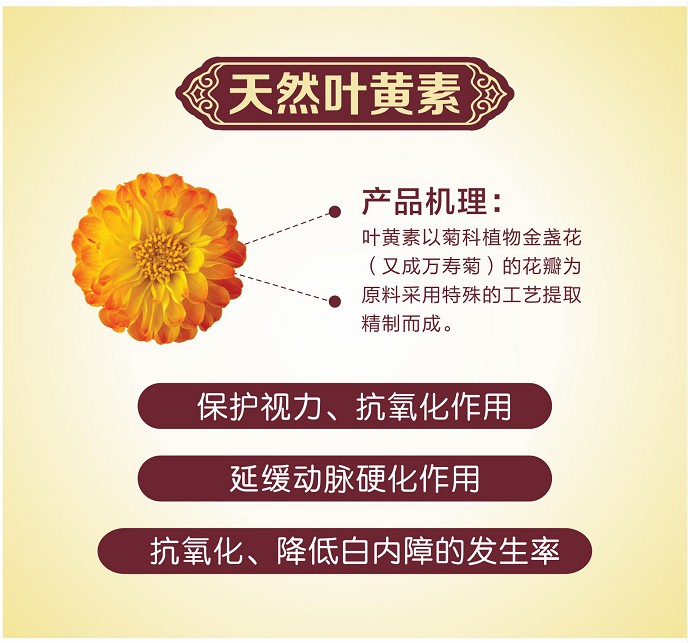 天然叶黄素
产品机理：
叶黄素以菊科植物金盏花
（又成万寿菊）的花瓣为
原料采用特殊的工艺提取
精制而成。
保护视力、抗氧化作用
延缓动脉硬化作用
抗氧化、降低白内障的发生率